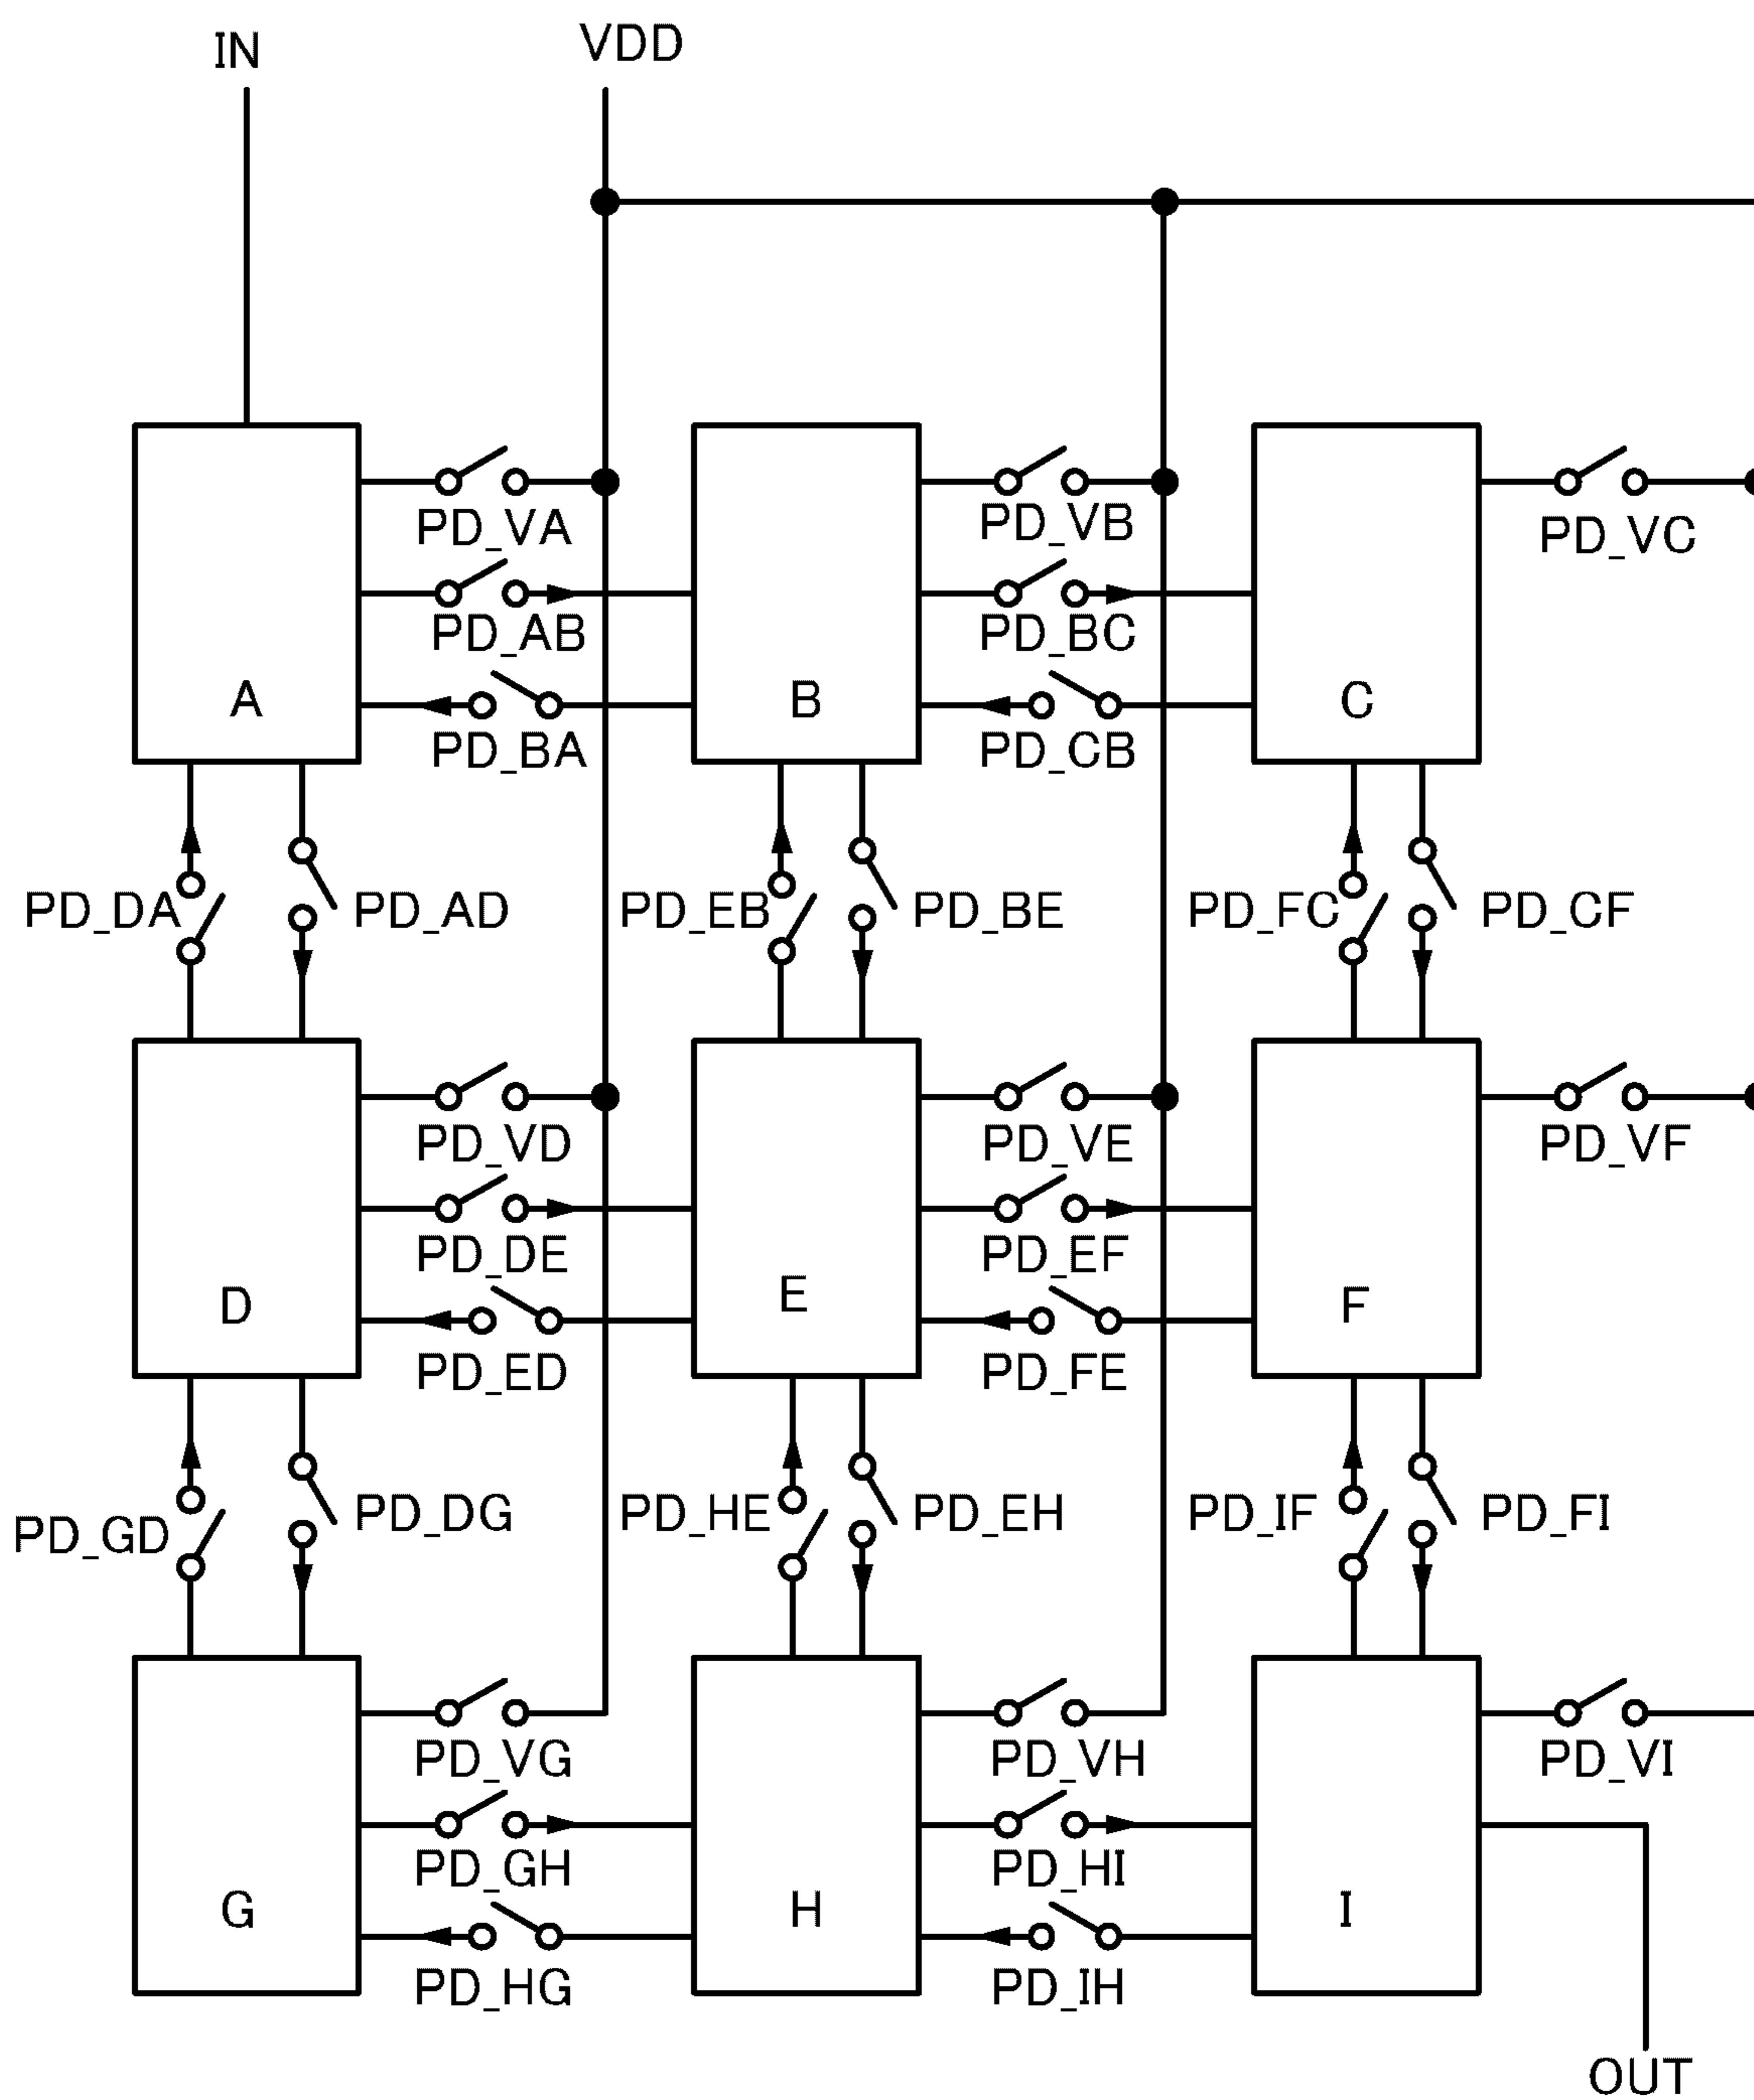 IN
VDD
PD_VA
PD_VB
PD_VC
PD_AB
PD_BC
A
B
C
PD_BA
PD_CB
PD_DA
PD_AD
PD_EB
PD_BE
PD_FC
PD_CF
PD_VD
PD_VE
PD_VF
PD_DE
PD_EF
D
E
F
PD_ED
PD_FE
PD_GD
PD_DG
PD_HE
PD_EH
PD_IF
PD_FI
PD_VG
PD_VH
PD_VI
PD_GH
PD_HI
G
H
I
PD_HG
PD_IH
OUT